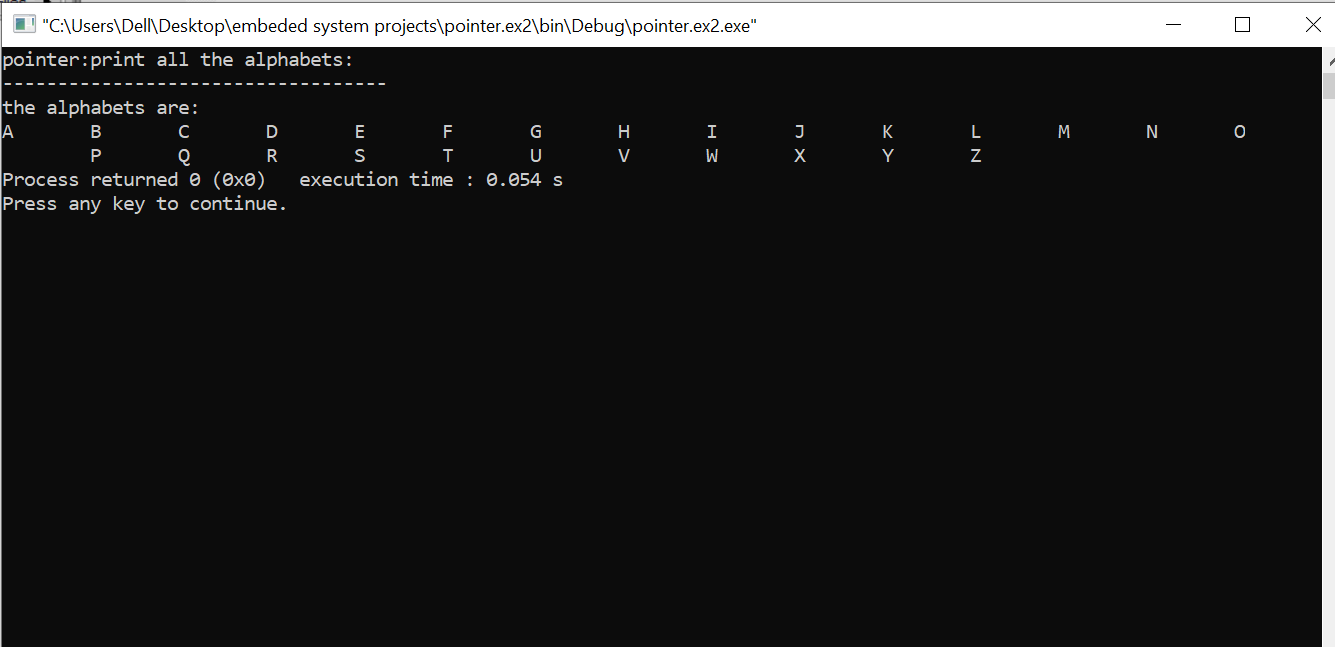 "C:\Users\Dell\Desktop\embeded system projects\pointer.ex2\bin\Debug\pointer.ex2.exe"
pointer:print all the alphabets:
-----------------------------------
the alphabets are:
A B C D E F G H I J K L M N O
P Q R S T U V W X Y Z
Process returned 0 (0x0) execution time : 0.054 s
Press any key to continue.